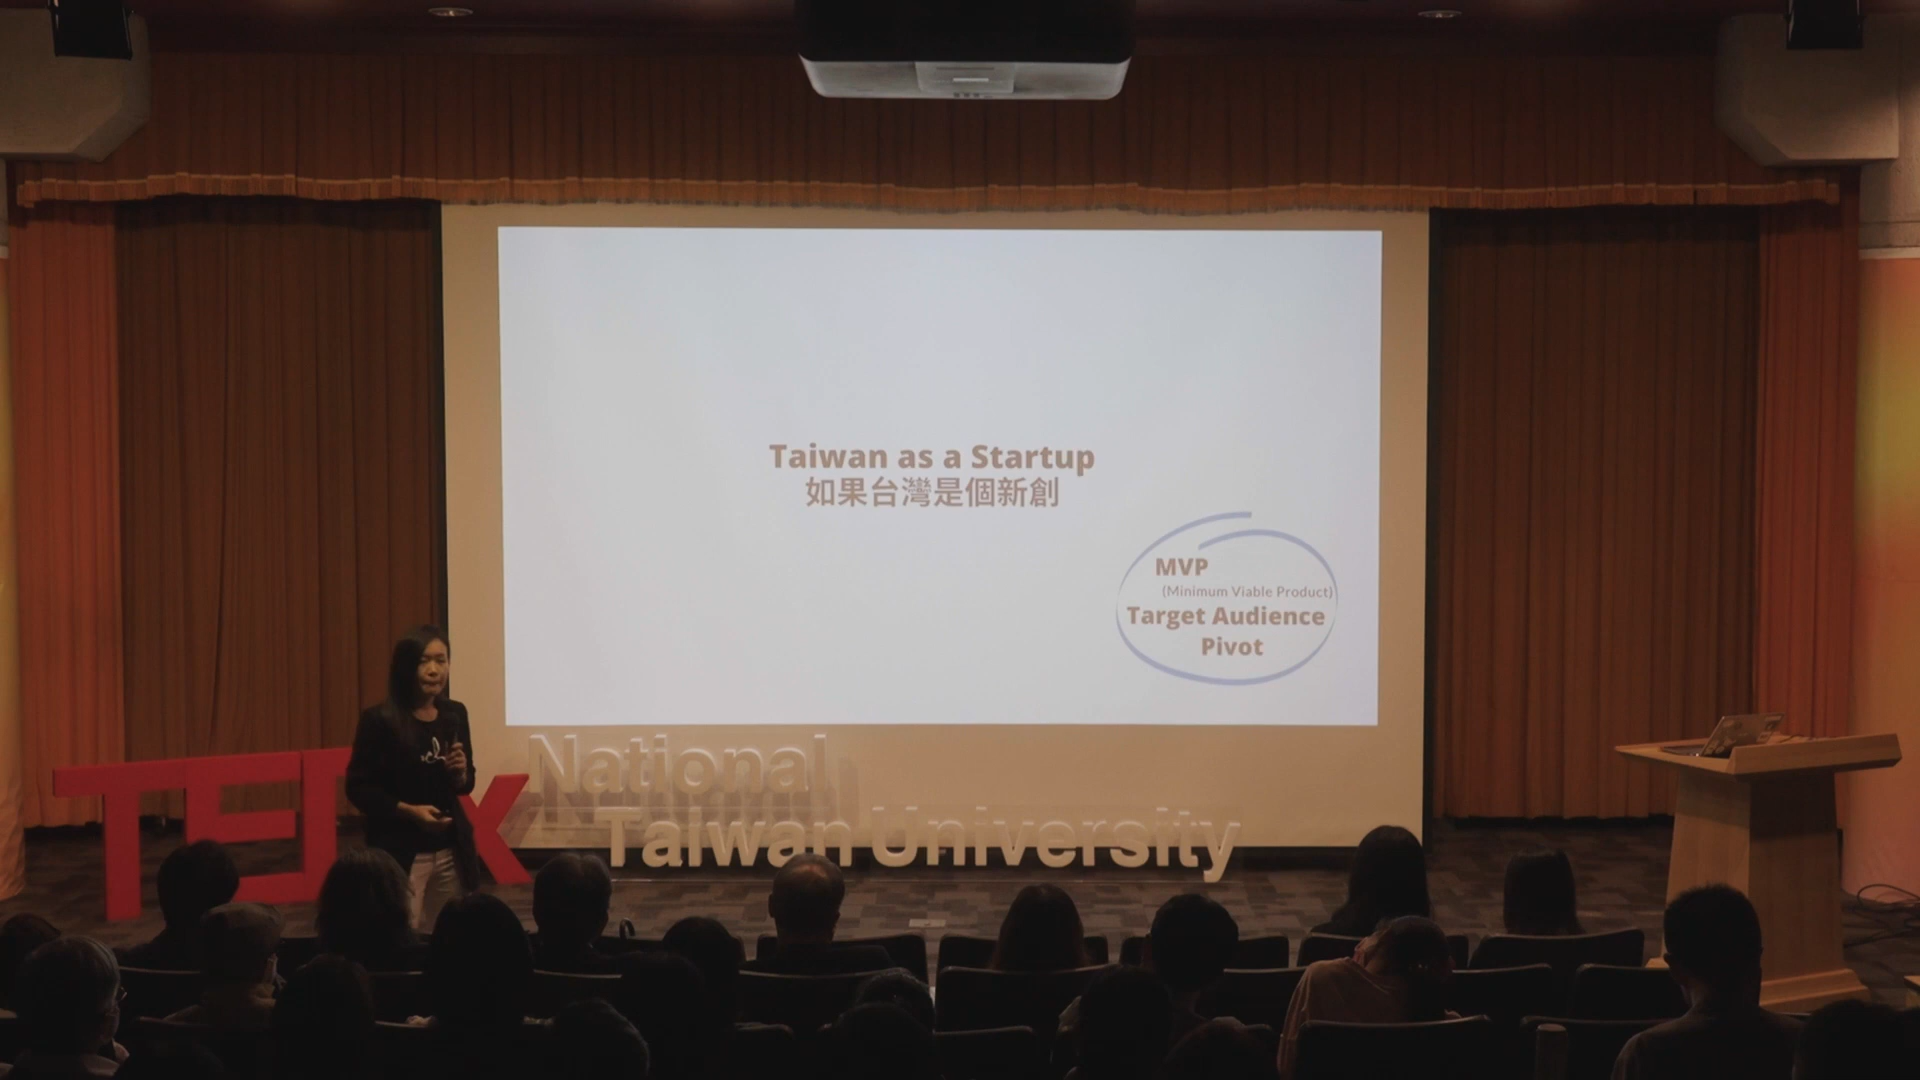 Taiwan as a Startup
如果台灣是個新創
MVP
(Minimum Viable Product)
Target Audience
Pivot
National
Taiwan University